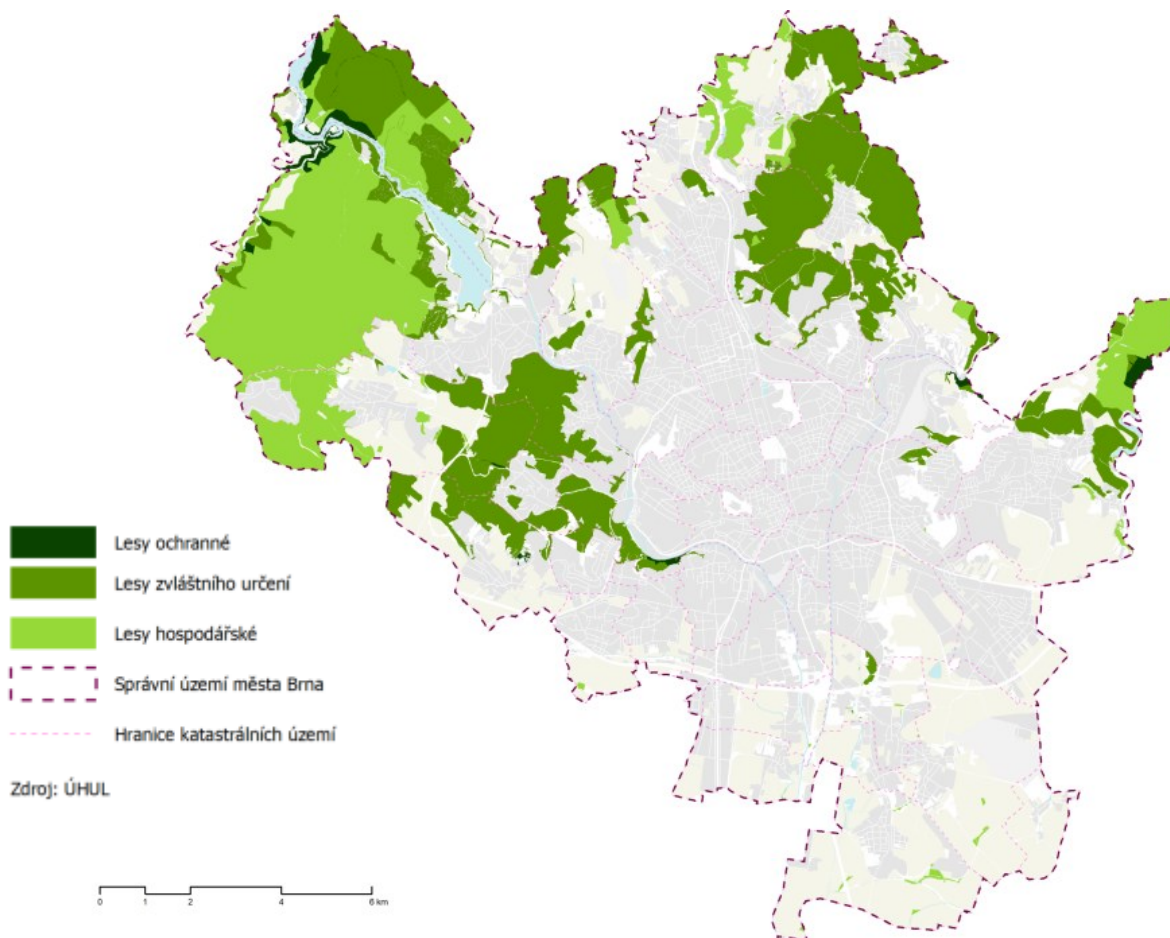 Lesy ochranné
Lesy zvláštního určení
Lesy hospodářské
Správní území města Brna
Hranice katastrálních území
Zdroj: ÚHUL
0 1 2 4 6 km